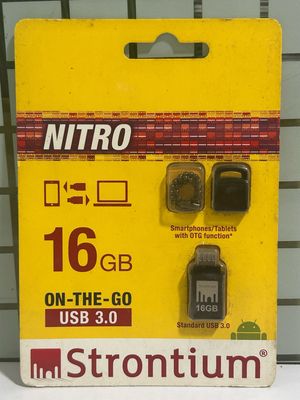 NITRO
16GB
Smartphones/Tablets
with OTG function*
ON-THE-GO
USB 3.0
16GB
Standard USB 3.0
Strontium®